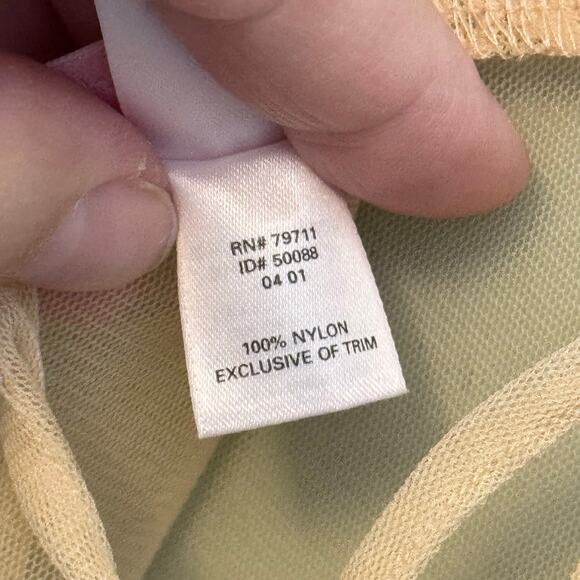 RN# 79711
ID# 50088
04 01
100% NYLON
EXCLUSIVE OF TRIM